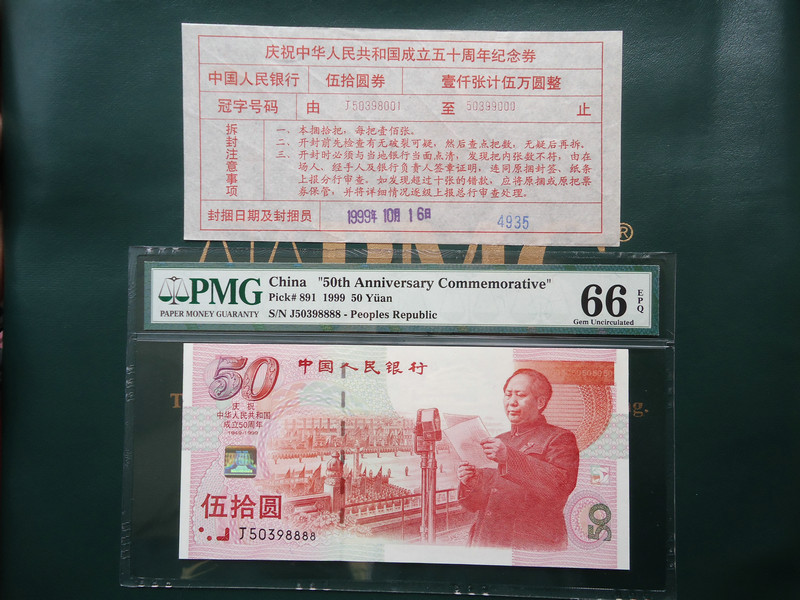 庆祝中华人民共和国成立五十周年纪念券
中国人民银行 伍拾圆券 壹仟张计伍万圆整
冠字号码 由 J50398001 至 50399000 止
拆封注意事项
一、本捆拾把，每把壹佰张。
二、开封前先检查有无破裂可疑，然后查点把数，无疑后再拆。
三、开封时必须与当地银行当面点清，发现把内张数不符，由在
场人、经手人及银行负责人签章证明，连同原捆封签、纸条
上报分行审查，如发现超过十张的错款，应将原捆或原把票
券保管，并将详细情况逐级上报总行审查处理。
封捆日期及封捆员 1999年10月16日 4935
PMG
PAPER MONEY GUARANTY
China "50th Anniversary Commemorative"
Pick# 891 1999 50 Yüan
S/N J50398888 - Peoples Republic
66 EPQ
Gem Uncirculated
50
中国人民银行
庆祝
中华人民共和国
成立50周年
1949-1999
伍拾圆
J50398888
50